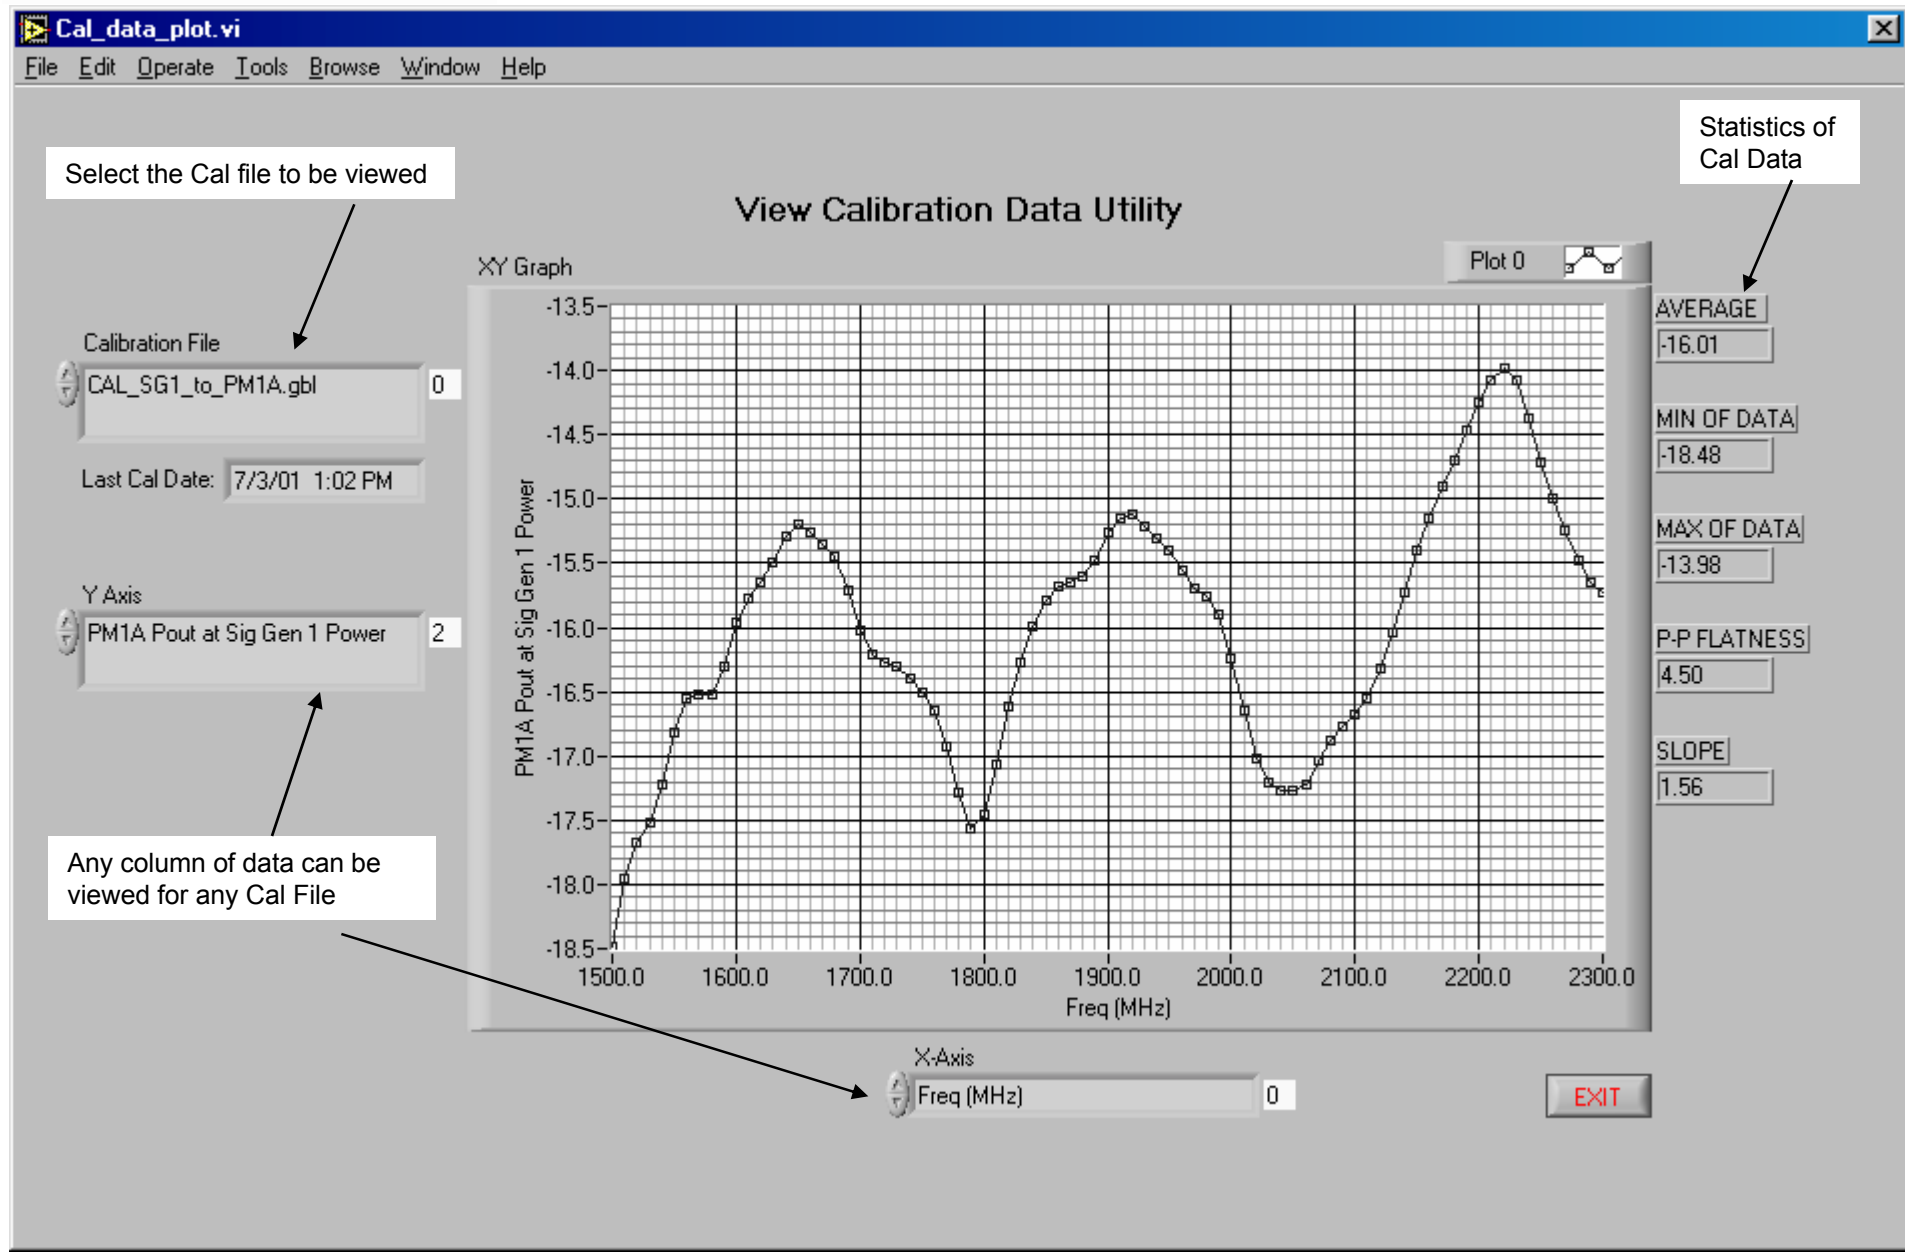 Cal_data_plot.vi
File Edit Operate Tools Browse Window Help
Statistics of
Cal Data
Select the Cal file to be viewed
View Calibration Data Utility
XY Graph
Plot 0
Calibration File
CAL_SG1_to_PM1A.gbl
0
Last Cal Date: 7/3/01 1:02 PM
Y Axis
PM1A Pout at Sig Gen 1 Power
2
Any column of data can be
viewed for any Cal File
PM1A Pout at Sig Gen 1 Power
-13.5
-14.0
-14.5
-15.0
-15.5
-16.0
-16.5
-17.0
-17.5
-18.0
-18.5
1500.0 1600.0 1700.0 1800.0 1900.0 2000.0 2100.0 2200.0 2300.0
Freq (MHz)
AVERAGE
-16.01
MIN OF DATA
-18.48
MAX OF DATA
-13.98
P-P FLATNESS
4.50
SLOPE
1.56
X-Axis
Freq (MHz)
0
EXIT